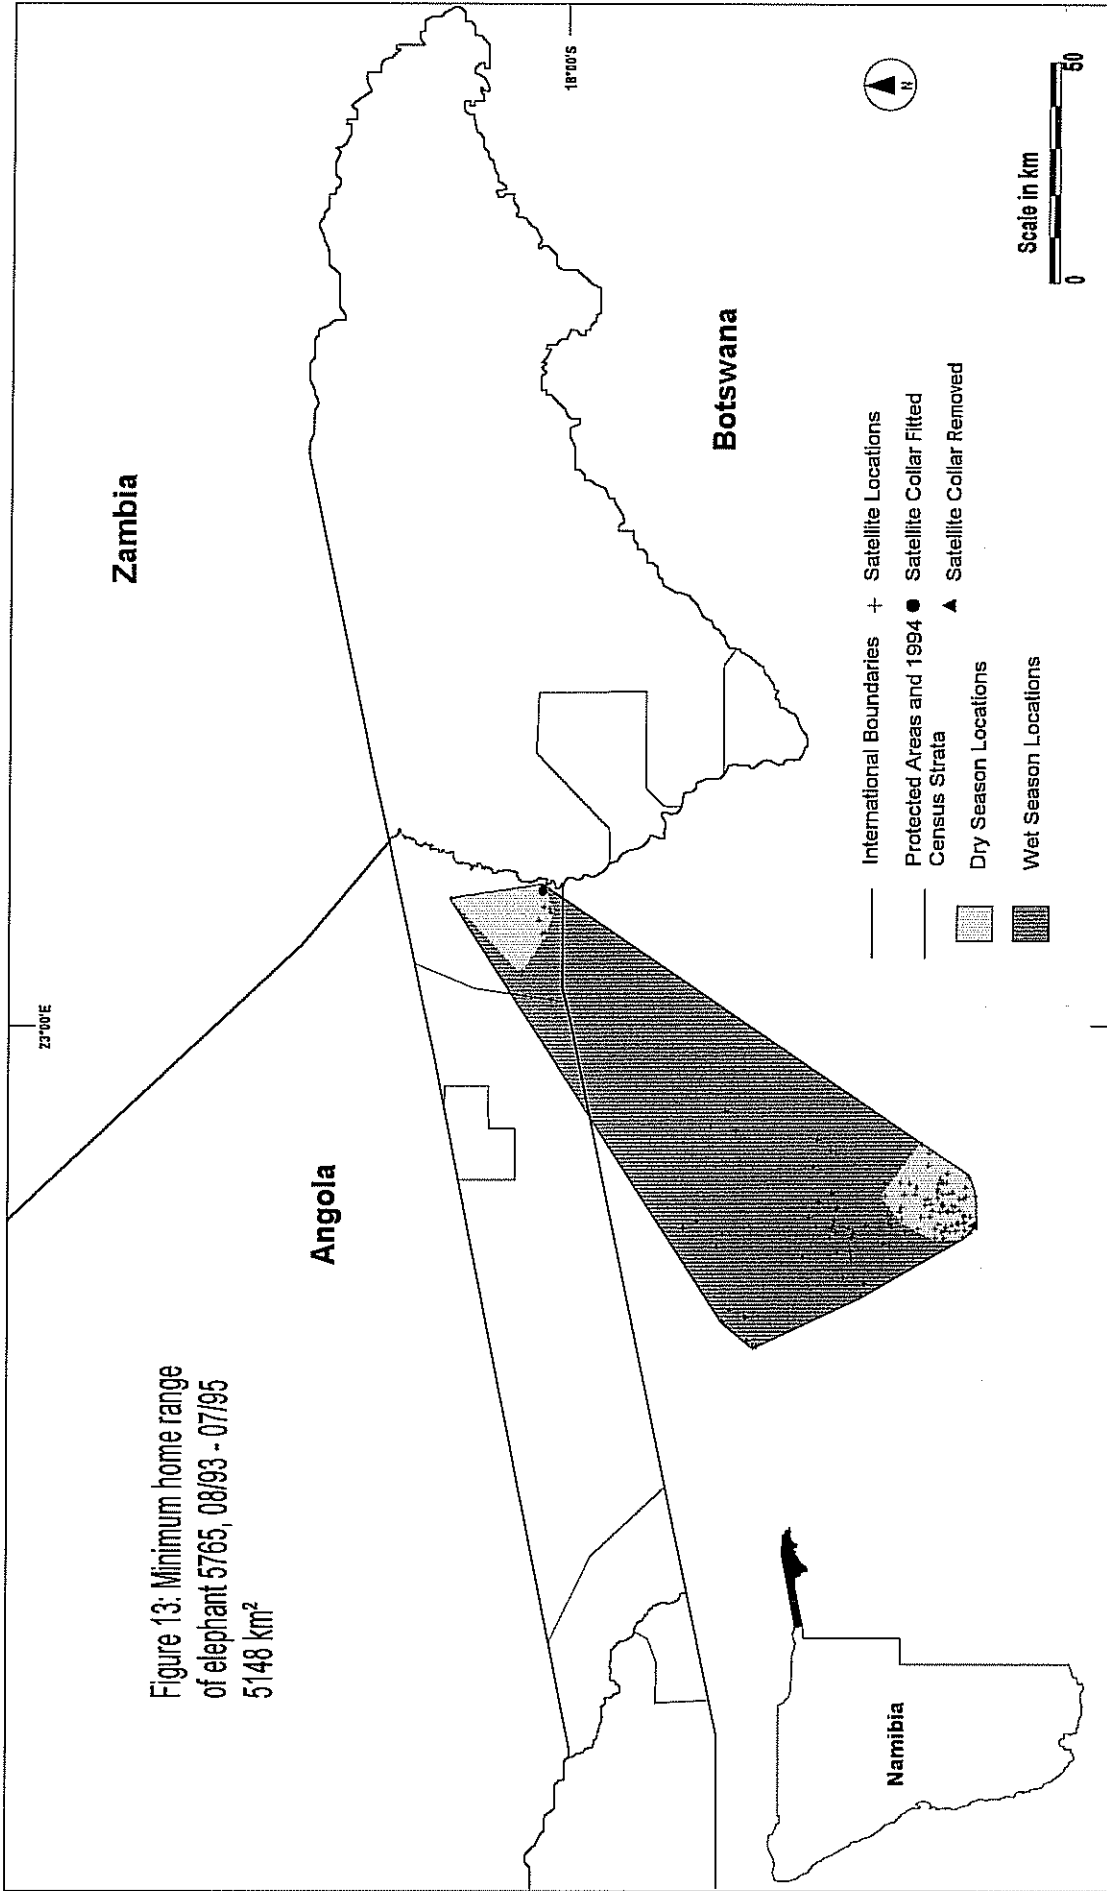 Figure 13: Minimum home range
of elephant 5765, 08/93 - 07/95
5148 km²
23°00'E
Zambia
Angola
18°00'S
Botswana
Namibia
International Boundaries
Protected Areas and 1994
Census Strata
Dry Season Locations
Wet Season Locations
+ Satellite Locations
Satellite Collar Fitted
Satellite Collar Removed
N
Scale in km
0
50